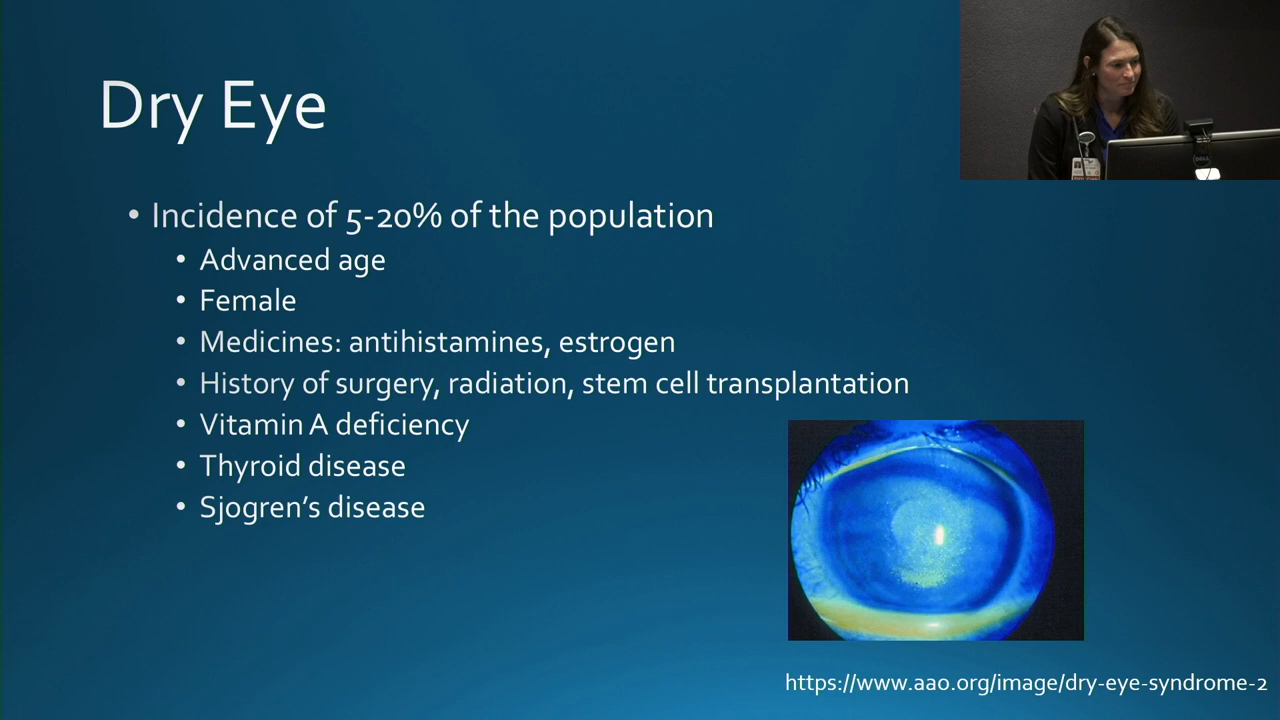 Dry Eye
• Incidence of 5-20% of the population
• Advanced age
• Female
• Medicines: antihistamines, estrogen
• History of surgery, radiation, stem cell transplantation
• Vitamin A deficiency
• Thyroid disease
• Sjogren's disease
https://www.aao.org/image/dry-eye-syndrome-2
DELL